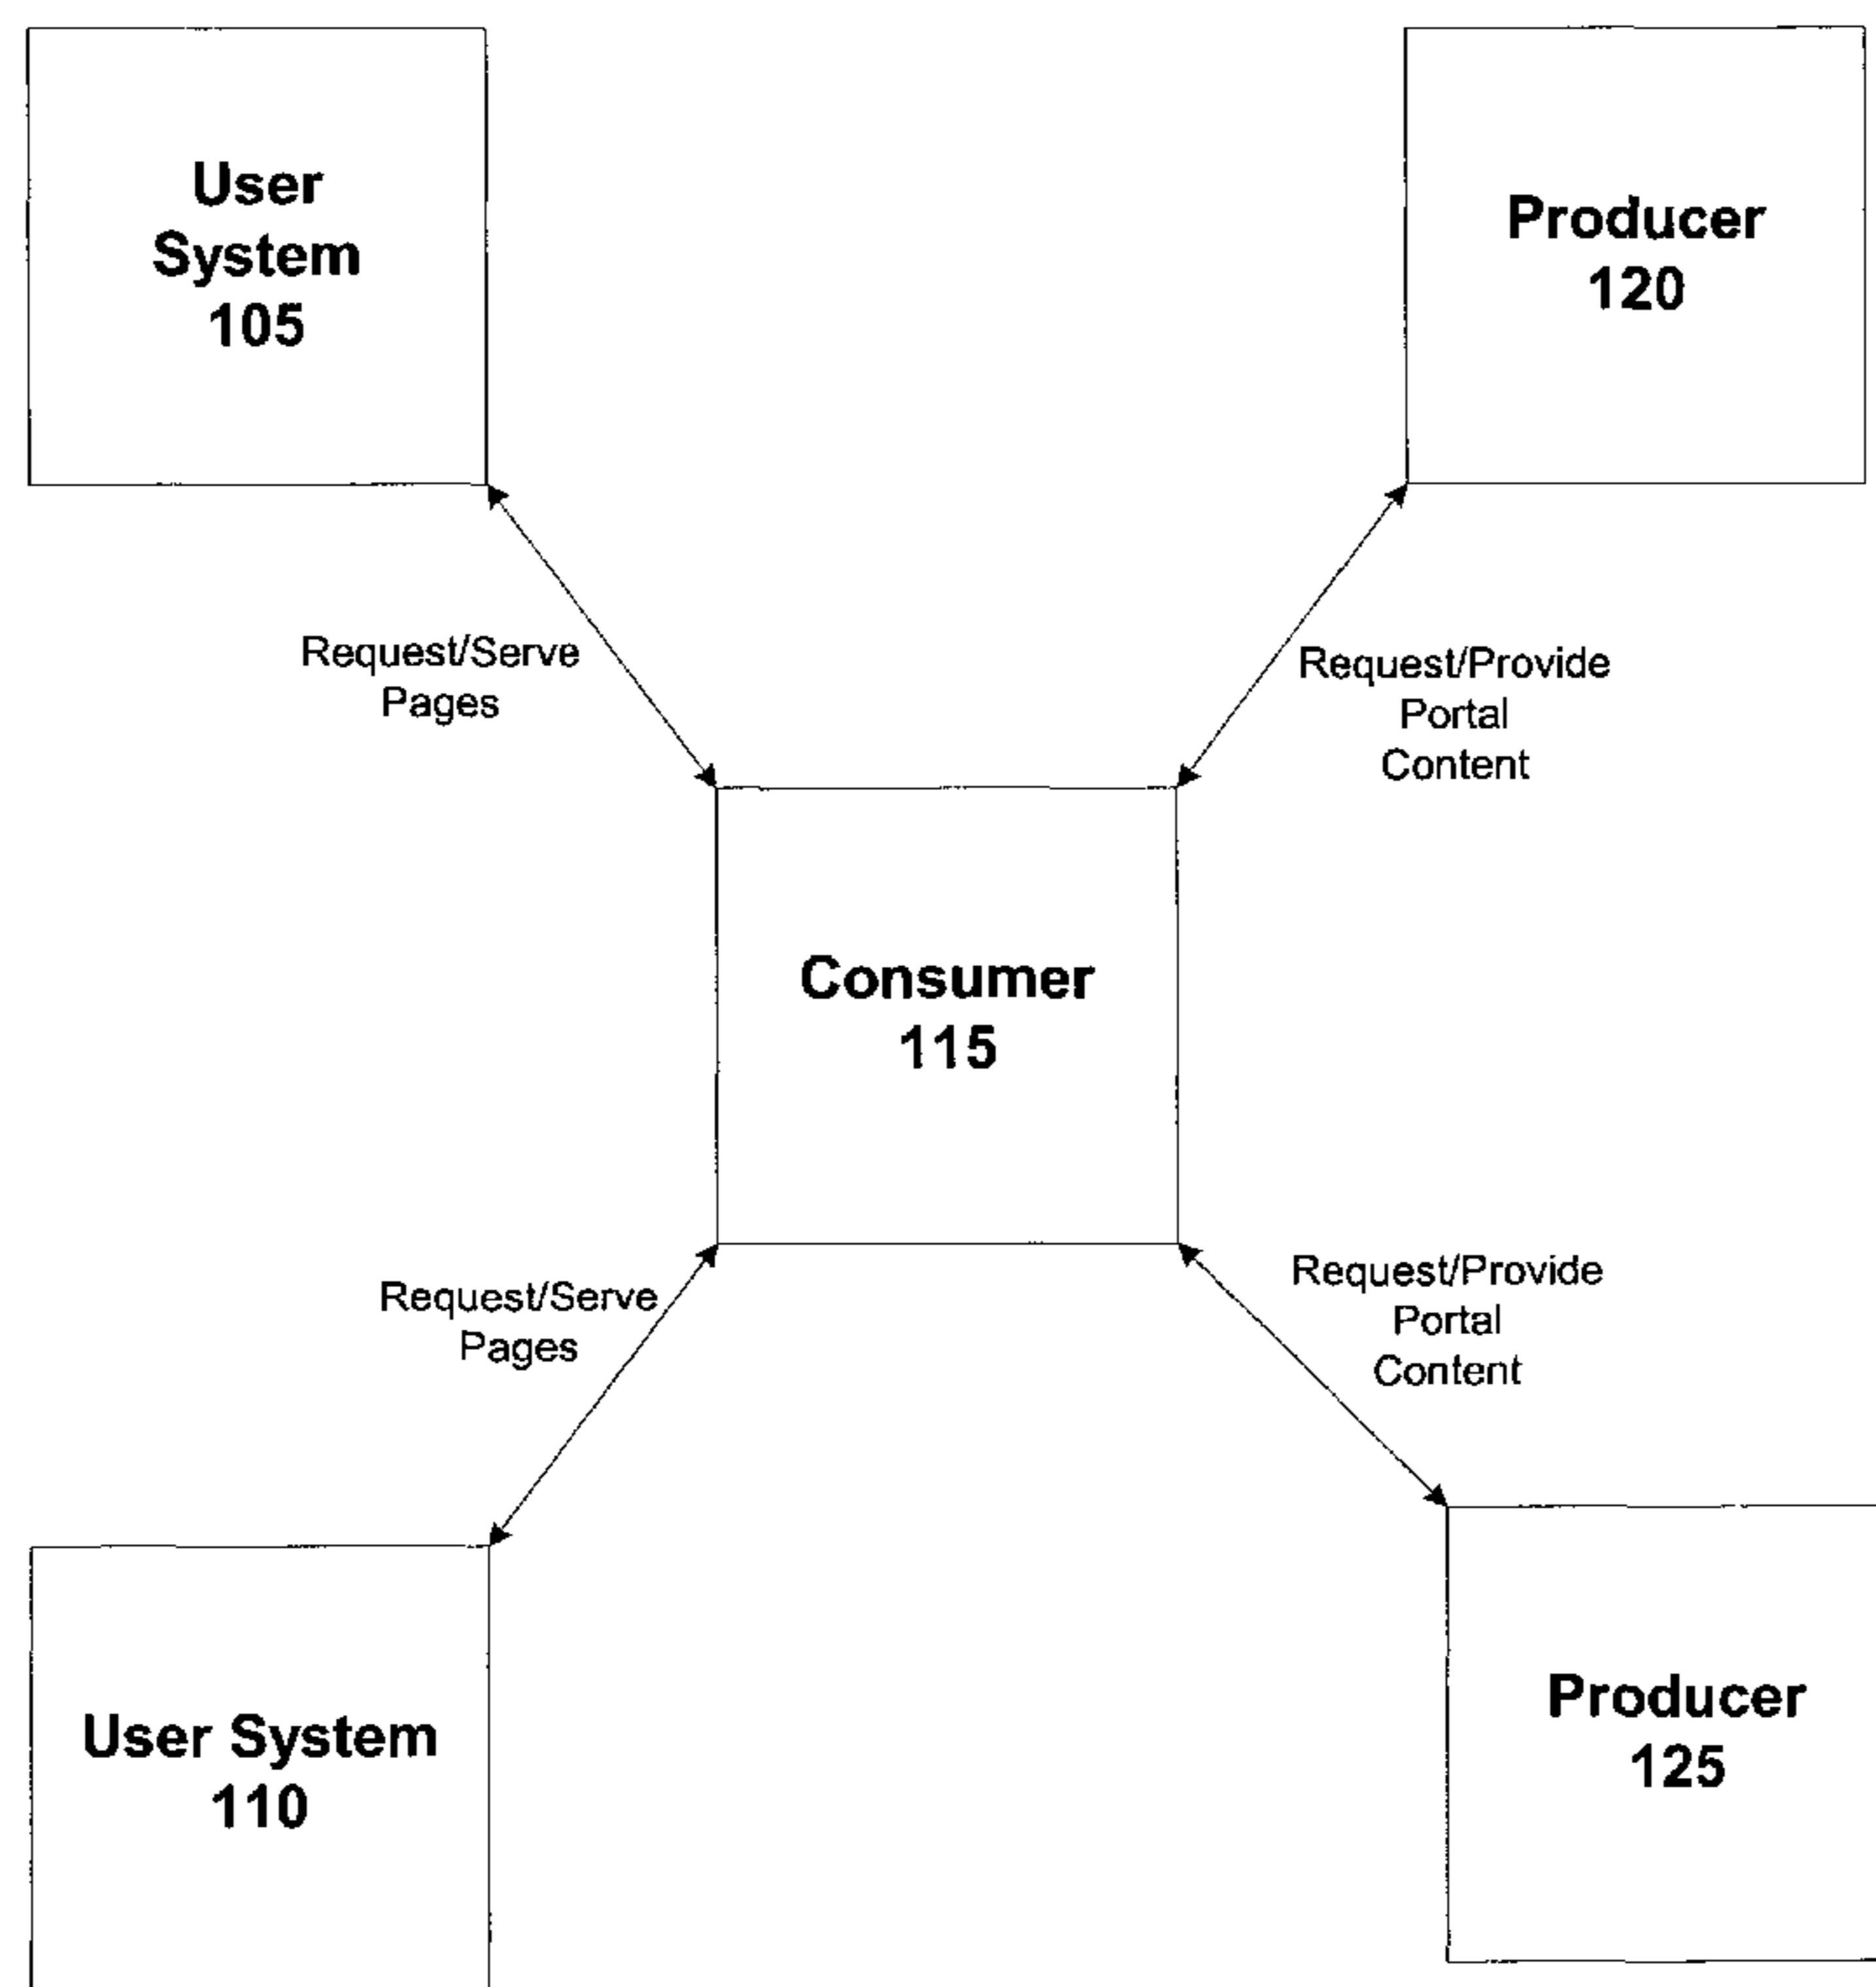 User
System
105
Producer
120
Request/Serve
Pages
Request/Provide
Portal
Content
Consumer
115
Request/Serve
Pages
Request/Provide
Portal
Content
User System
110
Producer
125